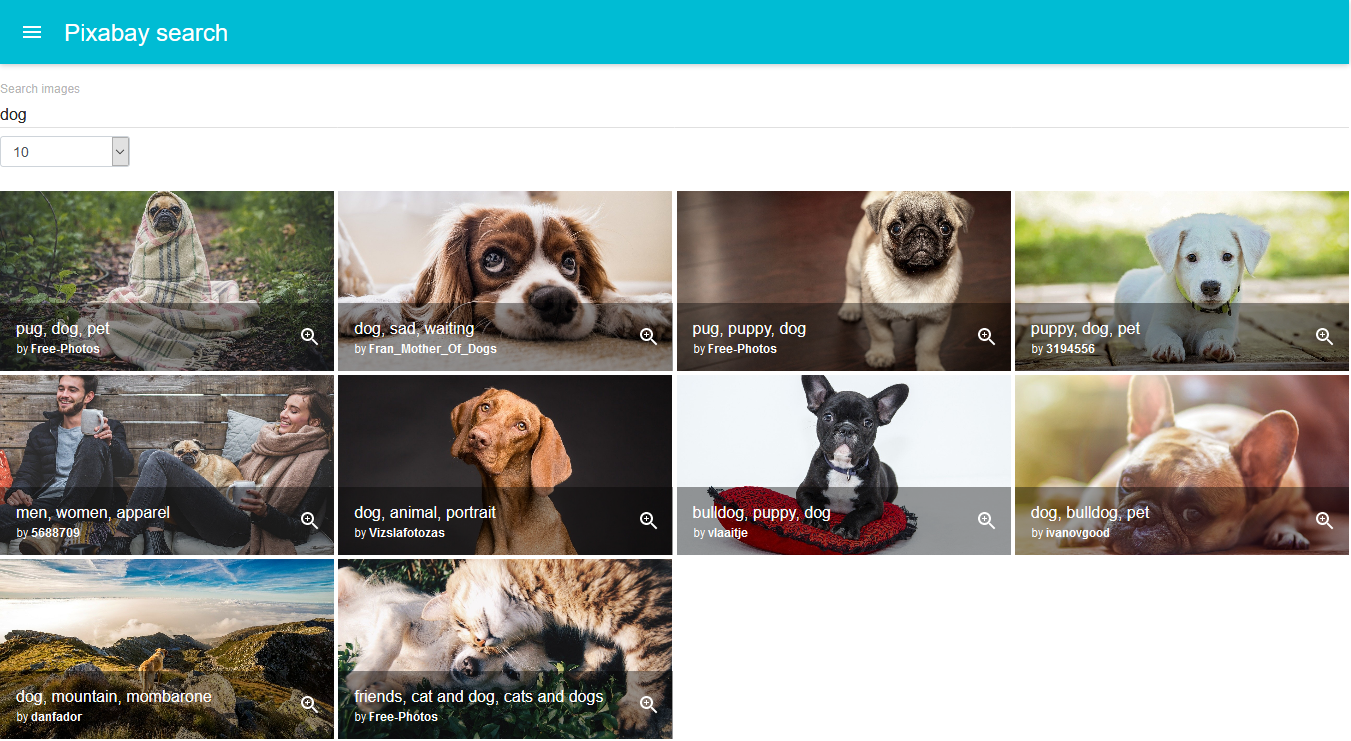 Pixabay search
Search images
dog
10
pug, dog, pet
by Free-Photos
dog, sad, waiting
by Fran_Mother_Of_Dogs
pug, puppy, dog
by Free-Photos
puppy, dog, pet
by 3194556
men, women, apparel
by 5688709
dog, animal, portrait
by Vizslafotozas
bulldog, puppy, dog
by vlaaitje
dog, bulldog, pet
by ivanovgood
dog, mountain, mombarone
by danfador
friends, cat and dog, cats and dogs
by Free-Photos